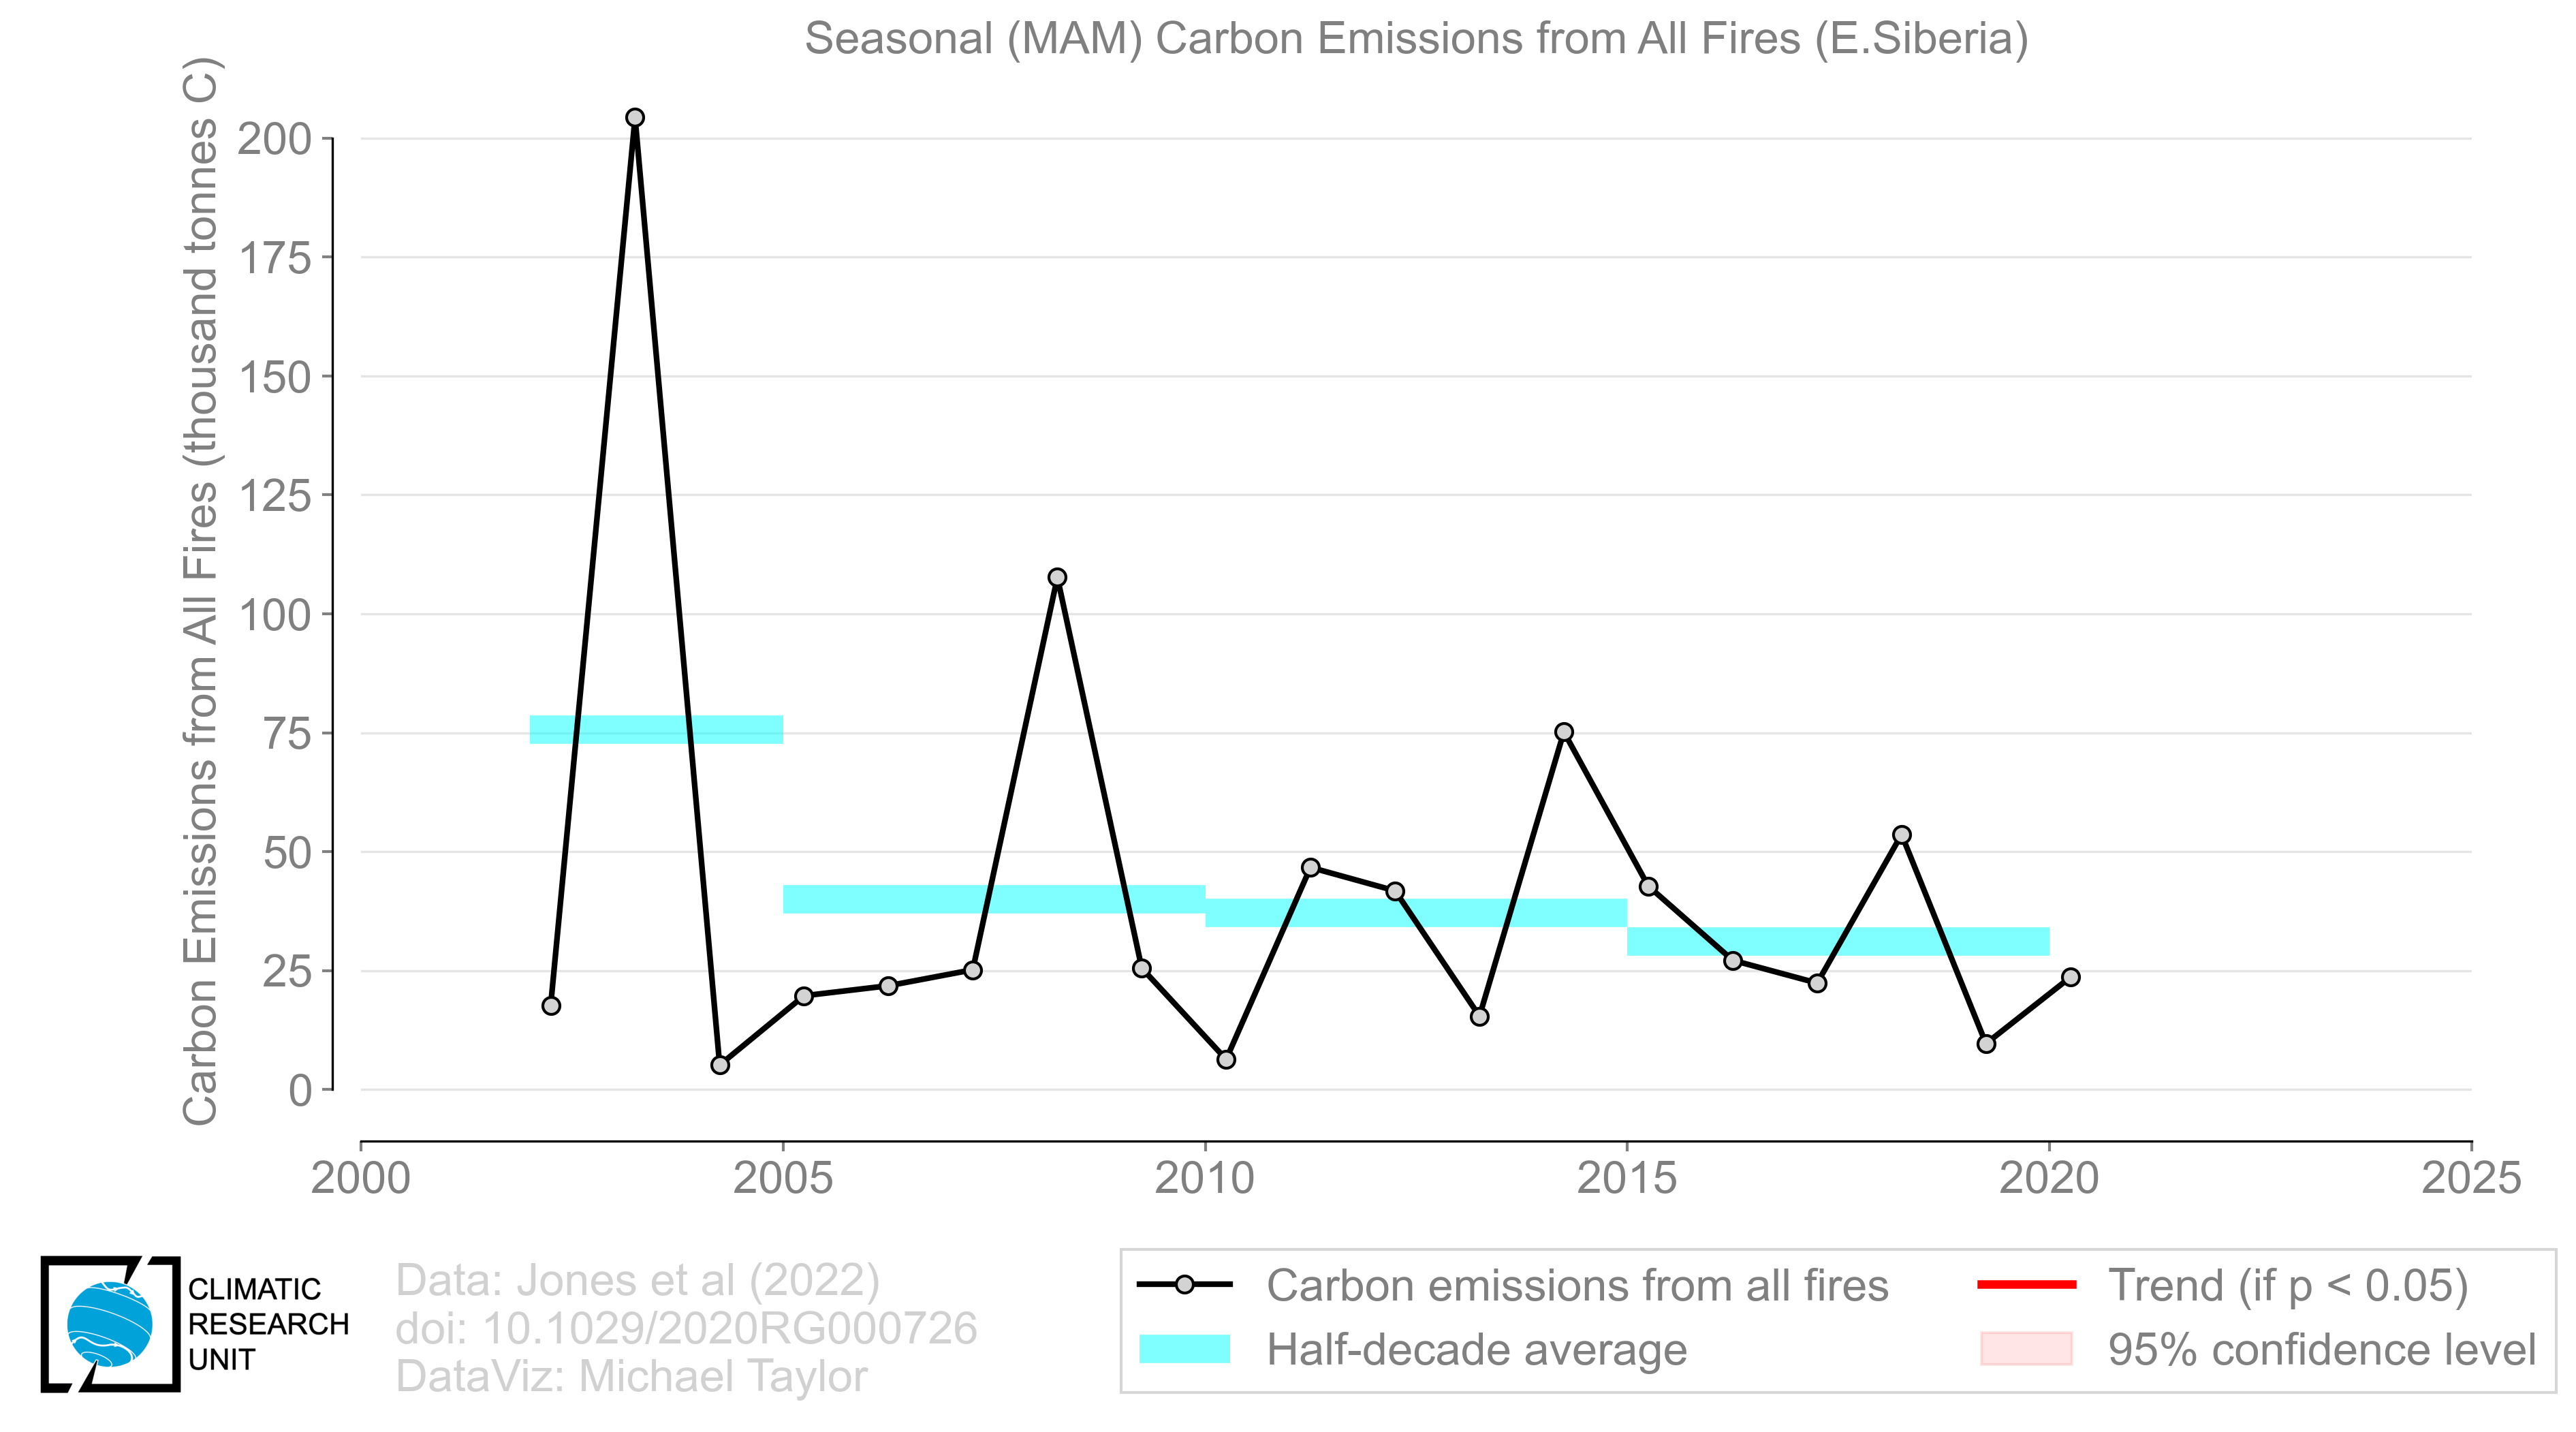 Seasonal (MAM) Carbon Emissions from All Fires (E.Siberia)
Carbon Emissions from All Fires (thousand tonnes C)
200
175
150
125
100
75
50
25
0
2000 2005 2010 2015 2020 2025
CLIMATIC
RESEARCH
UNIT
Data: Jones et al (2022)
doi: 10.1029/2020RG000726
DataViz: Michael Taylor
Carbon emissions from all fires
Half-decade average
Trend (if p < 0.05)
95% confidence level